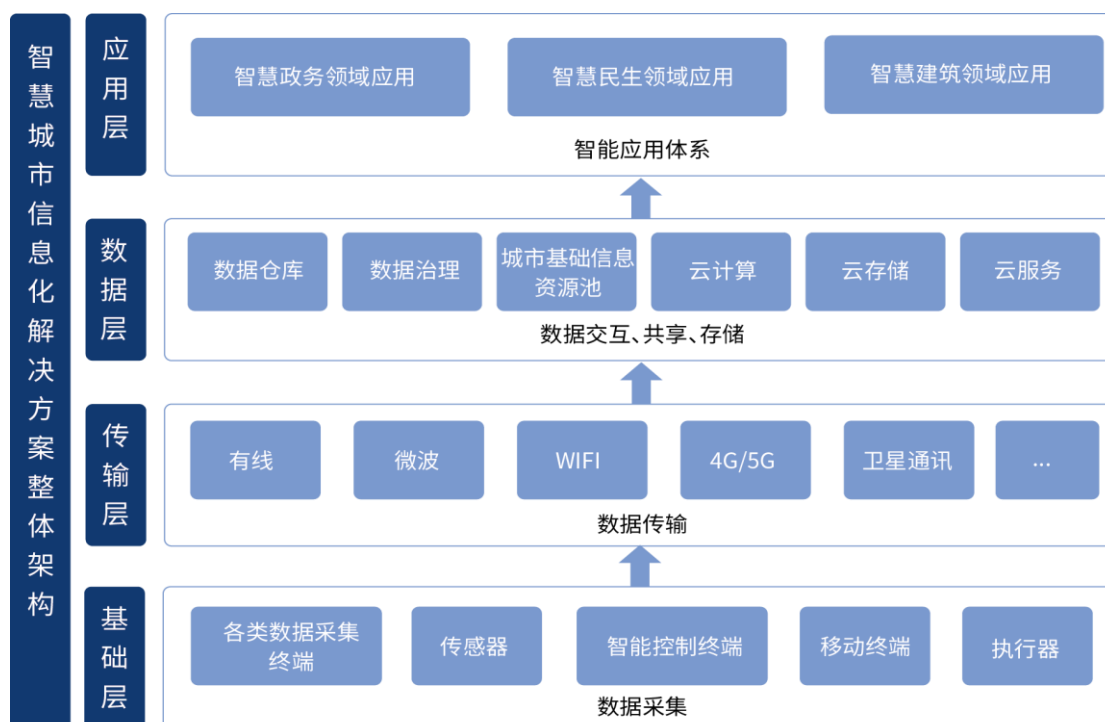 智慧城市信息化解决方案整体架构
应用层
智慧政务领域应用
智慧民生领域应用
智慧建筑领域应用
智能应用体系
数据层
数据仓库
数据治理
城市基础信息
资源池
云计算
云存储
云服务
数据交互、共享、存储
传输层
有线
微波
WIFI
4G/5G
卫星通讯
...
数据传输
基础层
各类数据采集
终端
传感器
智能控制终端
移动终端
执行器
数据采集